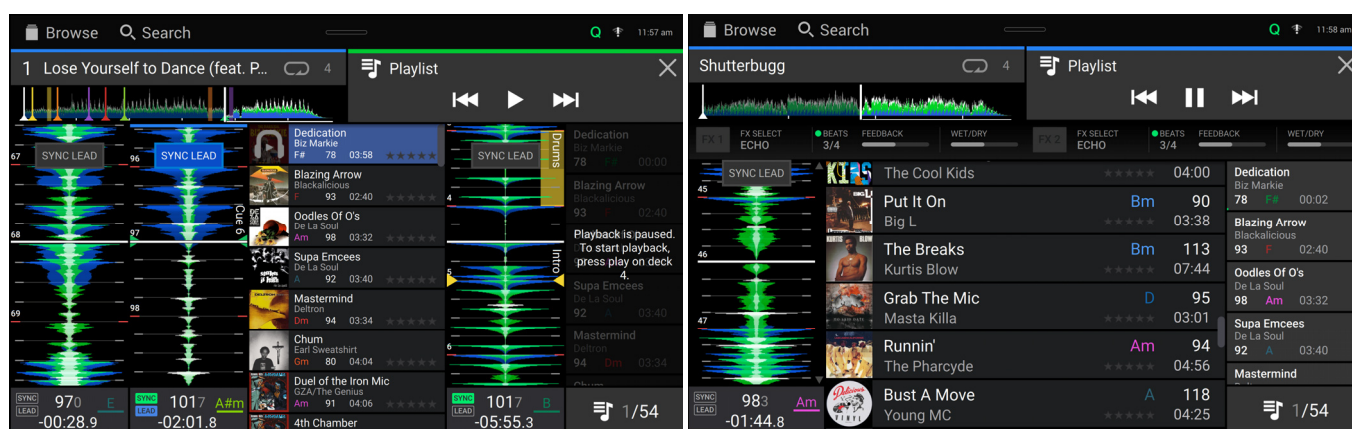 Browse
Search
Q
11:57 am
1 Lose Yourself to Dance (feat. P...
4
Playlist
67
SYNC LEAD
68
69
96
SYNC LEAD
97
Cue 6
98
Dedication
Biz Markie
F# 78 03:58
Blazing Arrow
Blackalicious
F 93 02:40
Oodles Of O's
De La Soul
Am 98 03:32
Supa Emcees
De La Soul
A 92 03:40
Mastermind
Deltron
Dm 94 03:34
Chum
Earl Sweatshirt
Gm 80 04:04
Duel of the Iron Mic
GZA/The Genius
Am 91 04:06
4th Chamber
SYNC LEAD
Drums
4
5
Intro
6
Dedication
Biz Markie
78 F# 00:00
Blazing Arrow
Blackalicious
93 F 02:40
Playback is paused.
To start playback,
press play on deck
4.
Supa Emcees
De La Soul
92 A 03:40
Mastermind
Deltron
94 Dm 03:34
Chum
SYNC
LEAD
970
E
-00:28.9
SYNC
LEAD
1017
A#m
-02:01.8
SYNC
LEAD
1017
B
-05:55.3
1/54
Browse
Search
Q
11:58 am
Shutterbugg
4
Playlist
FX 1
FX SELECT
ECHO
BEATS
3/4
FEEDBACK
WET/DRY
FX 2
FX SELECT
ECHO
BEATS
3/4
FEEDBACK
WET/DRY
SYNC LEAD
45
46
47
The Cool Kids 04:00
Put It On Bm 90
Big L 03:38
The Breaks Bm 113
Kurtis Blow 07:44
Grab The Mic D 95
Masta Killa 03:01
Runnin' Am 94
The Pharcyde 04:56
Bust A Move A 118
Young MC 04:25
Dedication
Biz Markie
78 F# 00:02
Blazing Arrow
Blackalicious
93 F 02:40
Oodles Of O's
De La Soul
98 Am 03:32
Supa Emcees
De La Soul
92 A 03:40
Mastermind
SYNC
LEAD
983
Am
-01:44.8
1/54